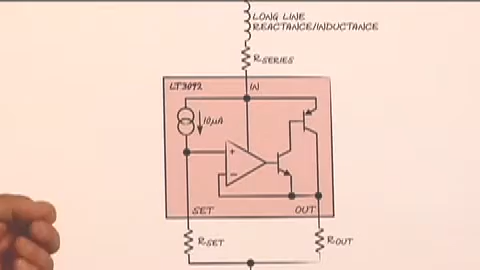 LONG LINE
REACTANCE/INDUCTANCE
RSERIES
LT3092
IN
10µA
+
−
SET
OUT
RSET
ROUT